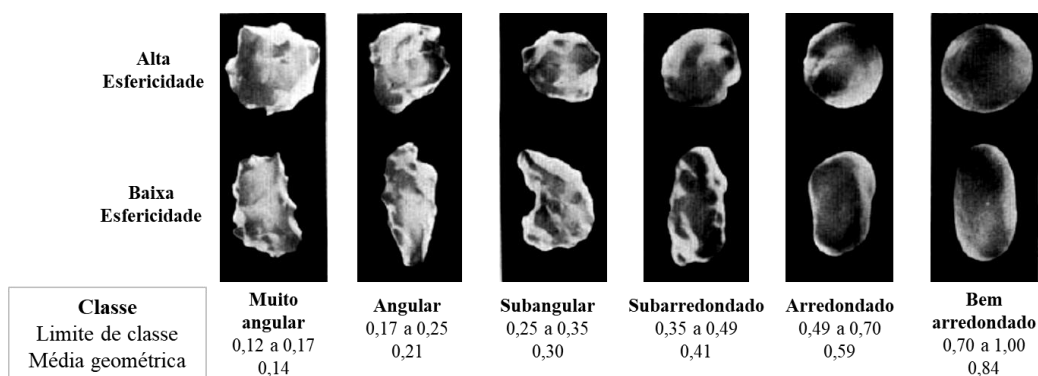 Alta
Esfericidade
Baixa
Esfericidade
Classe
Limite de classe
Média geométrica
Muito
angular
0,12 a 0,17
0,14
Angular
0,17 a 0,25
0,21
Subangular
0,25 a 0,35
0,30
Subarredondado
0,35 a 0,49
0,41
Arredondado
0,49 a 0,70
0,59
Bem
arredondado
0,70 a 1,00
0,84